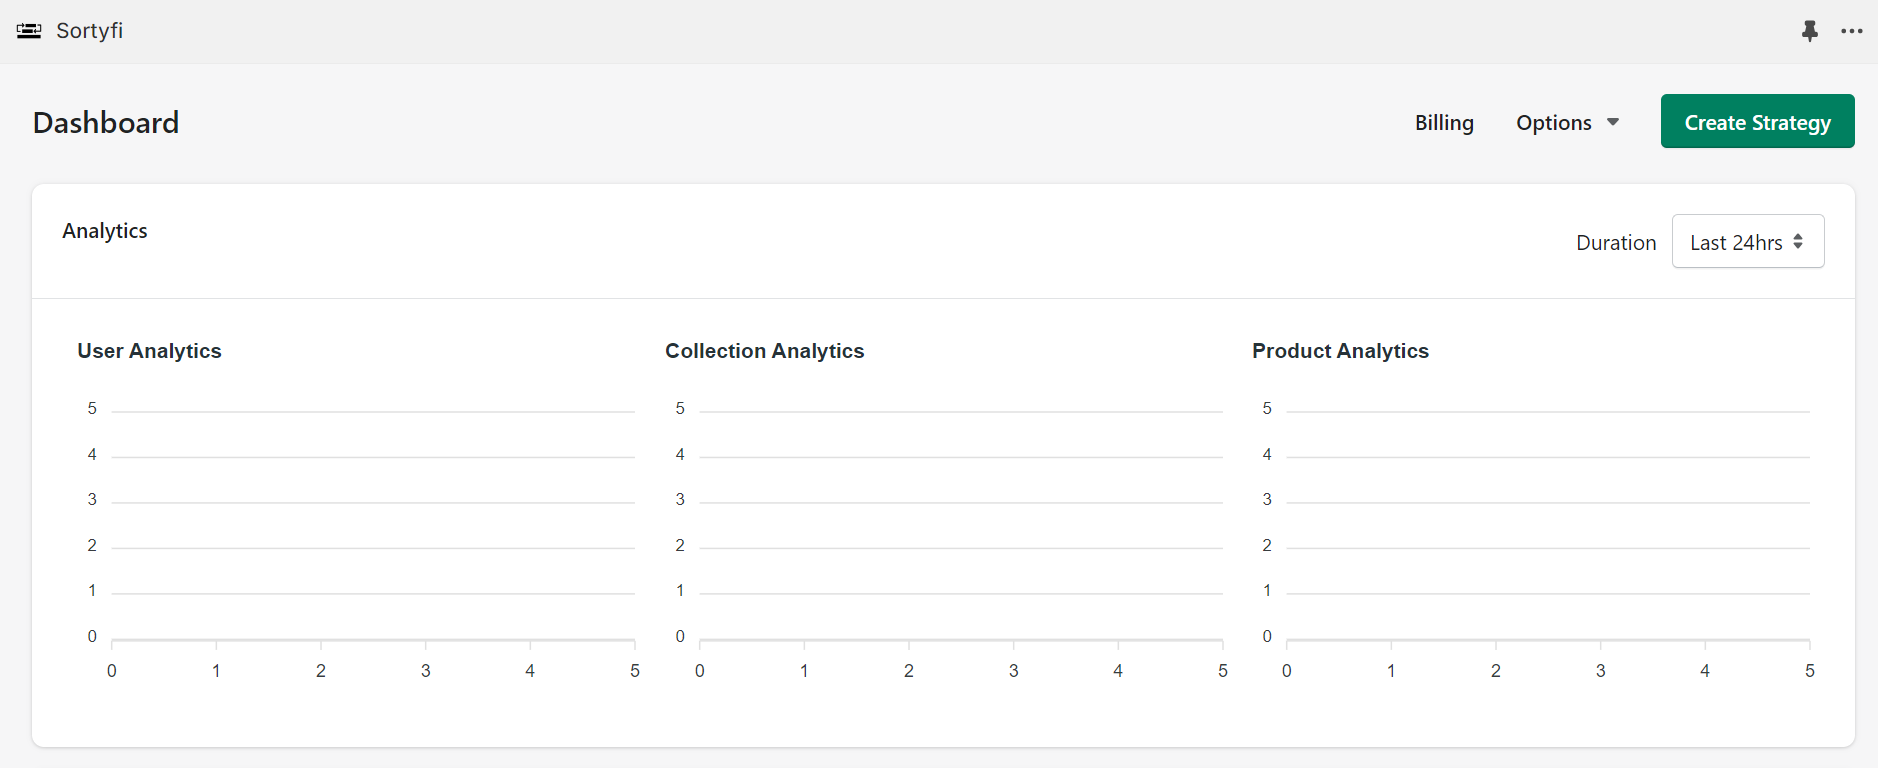 Sortyfi
Dashboard
Billing
Options
Create Strategy
Analytics
Duration
Last 24hrs
User Analytics
5
4
3
2
1
0
0 1 2 3 4 5
Collection Analytics
5
4
3
2
1
0
0 1 2 3 4 5
Product Analytics
5
4
3
2
1
0
0 1 2 3 4 5